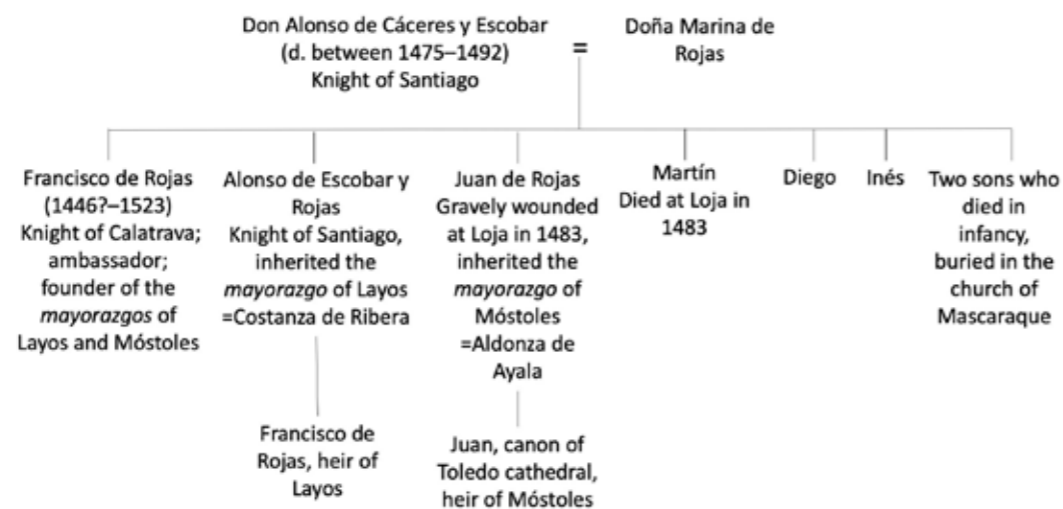 Don Alonso de Cáceres y Escobar
(d. between 1475–1492)
Knight of Santiago
=
Doña Marina de
Rojas
Francisco de Rojas
(1446?–1523)
Knight of Calatrava;
ambassador;
founder of the
mayorazgos of
Layos and Móstoles
Alonso de Escobar y
Rojas
Knight of Santiago,
inherited the
mayorazgo of Layos
=Costanza de Ribera
Juan de Rojas
Gravely wounded
at Loja in 1483,
inherited the
mayorazgo of
Móstoles
=Aldonza de
Ayala
Martín
Died at Loja in
1483
Diego
Inés
Two sons who
died in
infancy,
buried in the
church of
Mascaraque
Francisco de
Rojas, heir of
Layos
Juan, canon of
Toledo cathedral,
heir of Móstoles